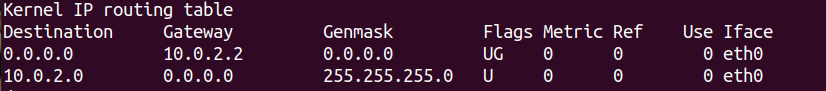 Kernel IP routing table
Destination     Gateway         Genmask         Flags Metric Ref    Use Iface
0.0.0.0         10.0.2.2        0.0.0.0         UG    0      0        0 eth0
10.0.2.0        0.0.0.0         255.255.255.0   U     0      0        0 eth0